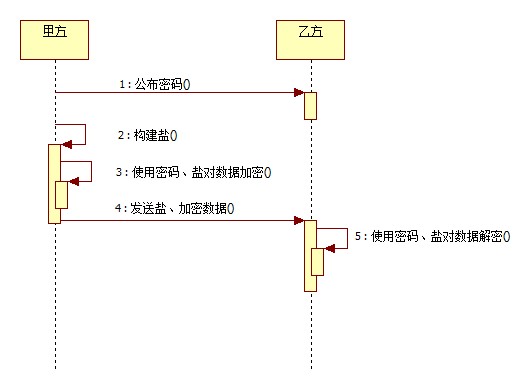 甲方
乙方
1：公布密码()
2：构建盐()
3：使用密码、盐对数据加密()
4：发送盐、加密数据()
5：使用密码、盐对数据解密()